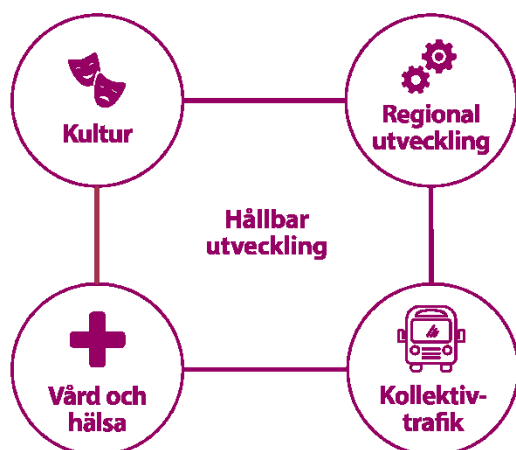 Kultur
Regional
utveckling
Hållbar
utveckling
Vård och
hälsa
Kollektiv-
trafik